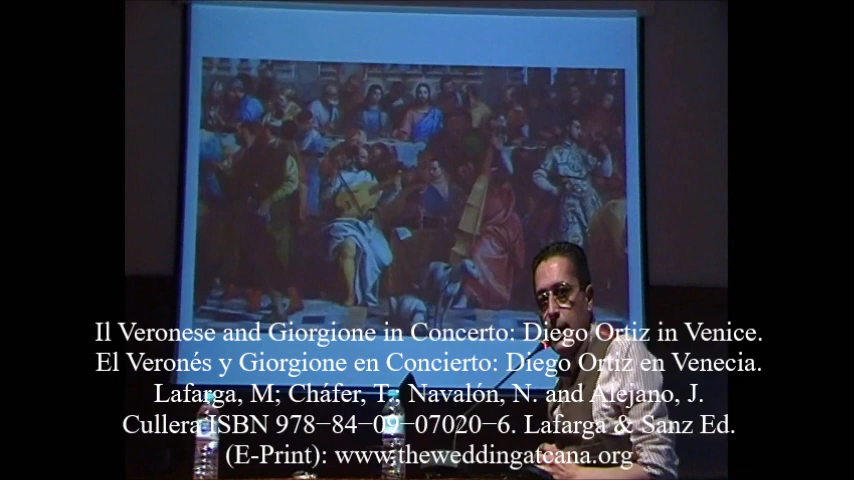 Il Veronese and Giorgione in Concerto: Diego Ortiz in Venice.
El Veronés y Giorgione en Concierto: Diego Ortiz en Venecia.
Lafarga, M; Cháfer, T.; Navalón, N. and Alejano, J.
Cullera ISBN 978−84−09−07020−6. Lafarga & Sanz Ed.
(E-Print): www.theweddingatcana.org